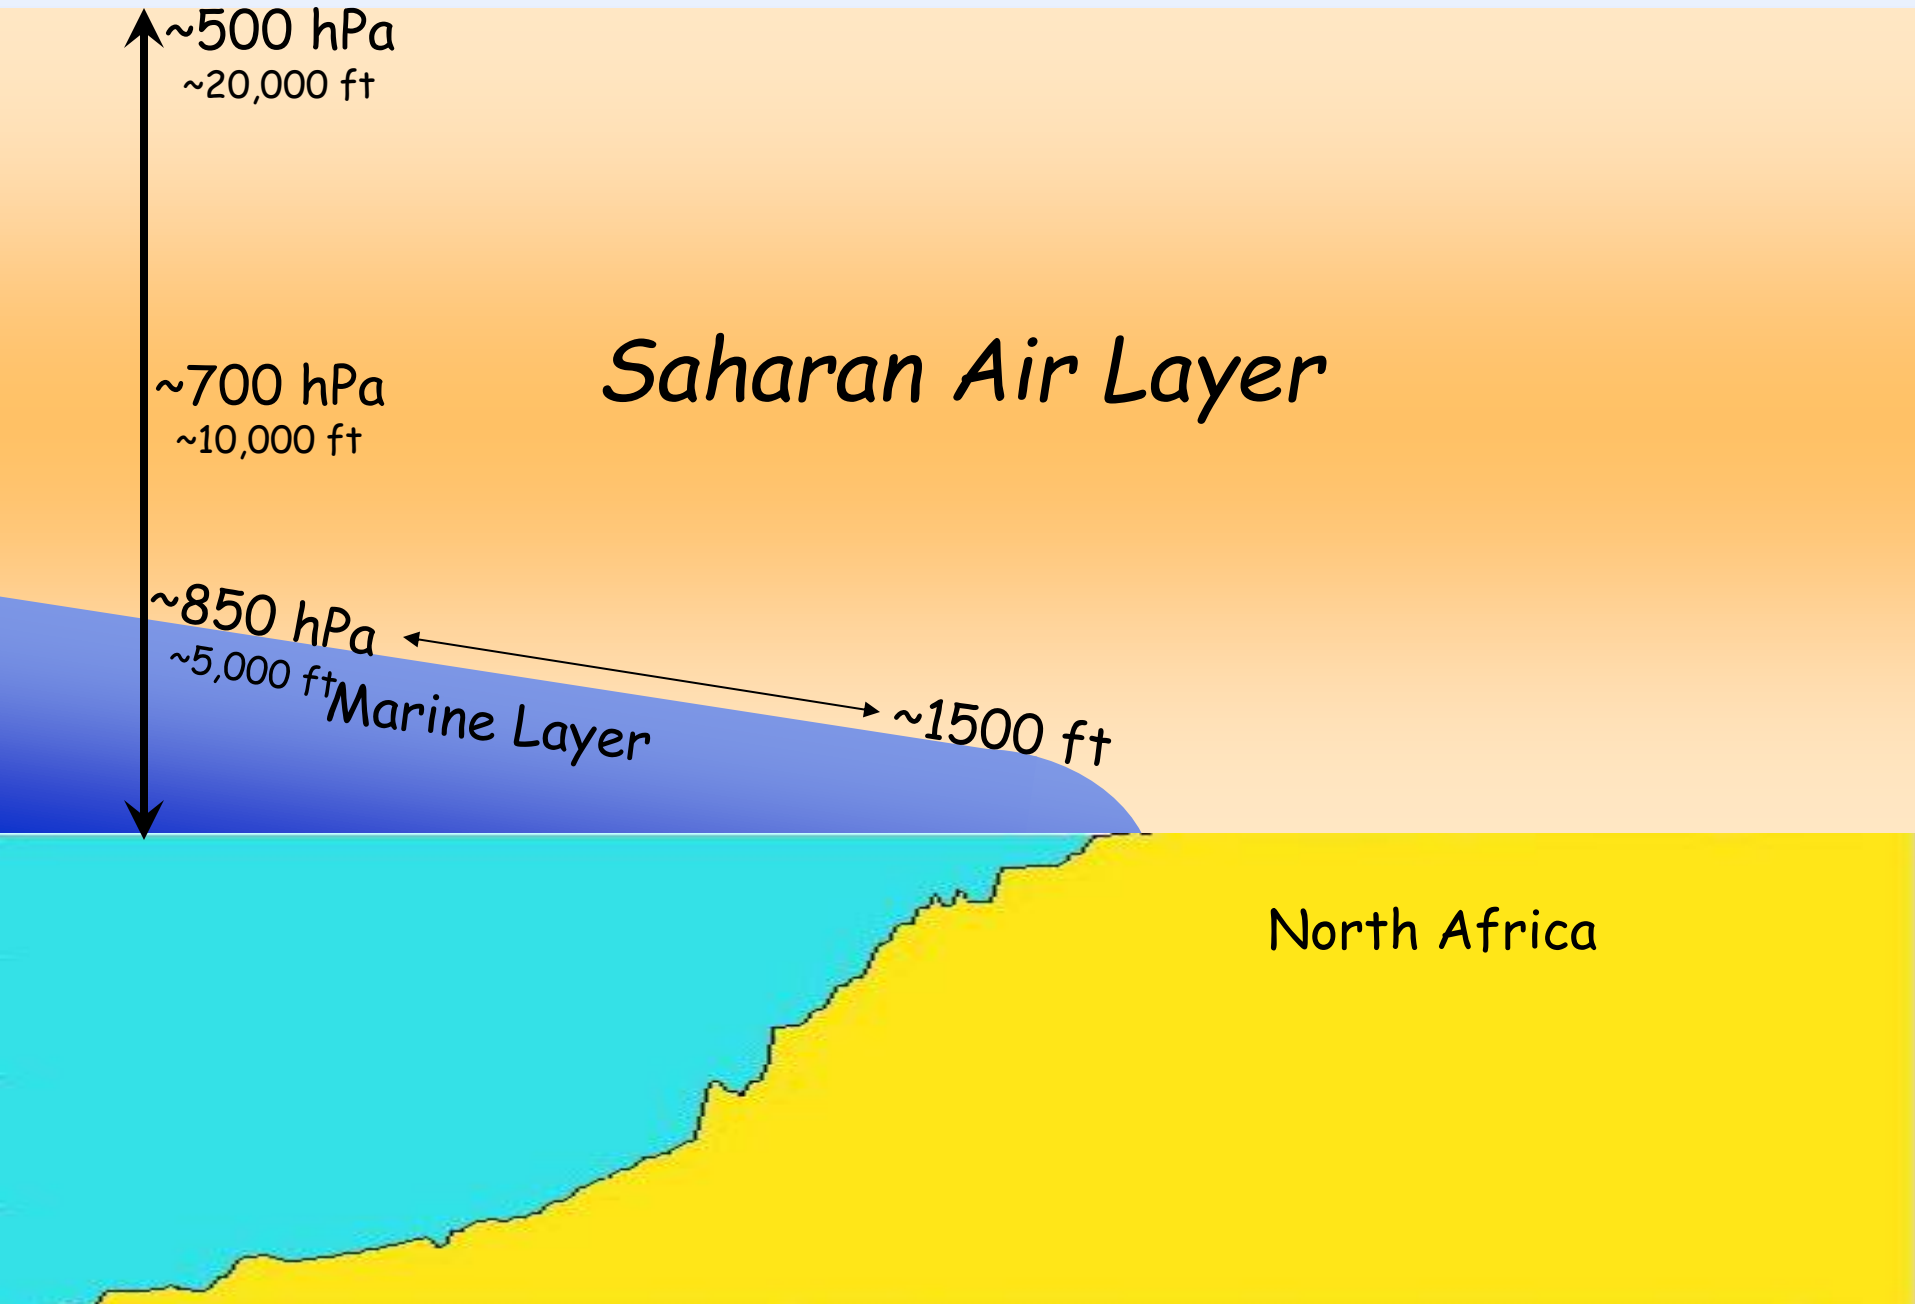 ~500 hPa
~20,000 ft
Saharan Air Layer
~700 hPa
~10,000 ft
~850 hPa
~5,000 ft
Marine Layer
~1500 ft
North Africa